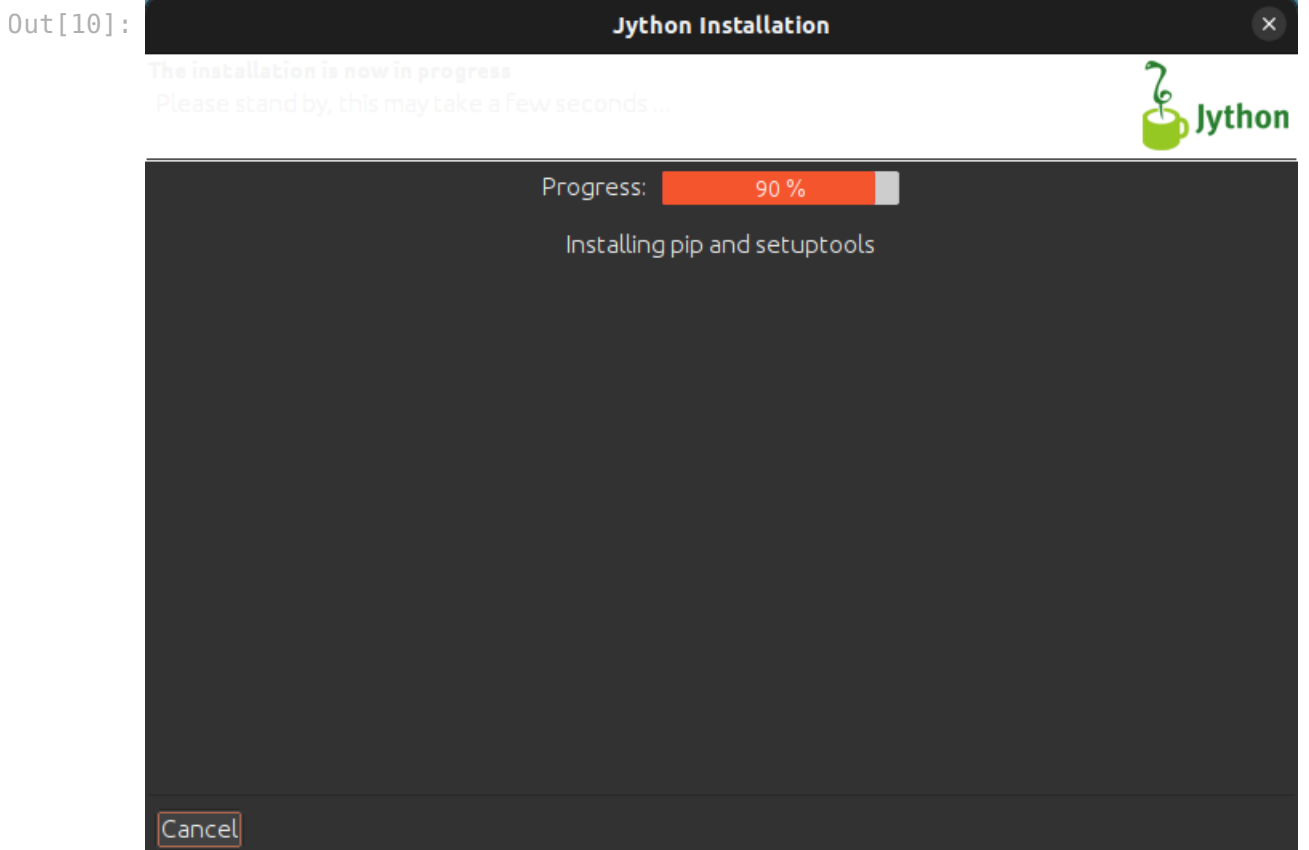 Out[10]:
Jython Installation
The installation is now in progress
Please stand by, this may take a few seconds ...
Jython
Progress: 90 %
Installing pip and setuptools
Cancel